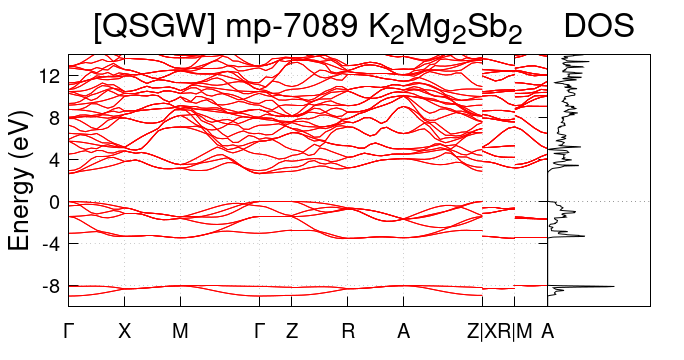 [QSGW] mp-7089 K₂Mg₂Sb₂ DOS
Energy (eV)
12
8
4
0
-4
-8
Γ X M Γ Z R A Z|XR|M A